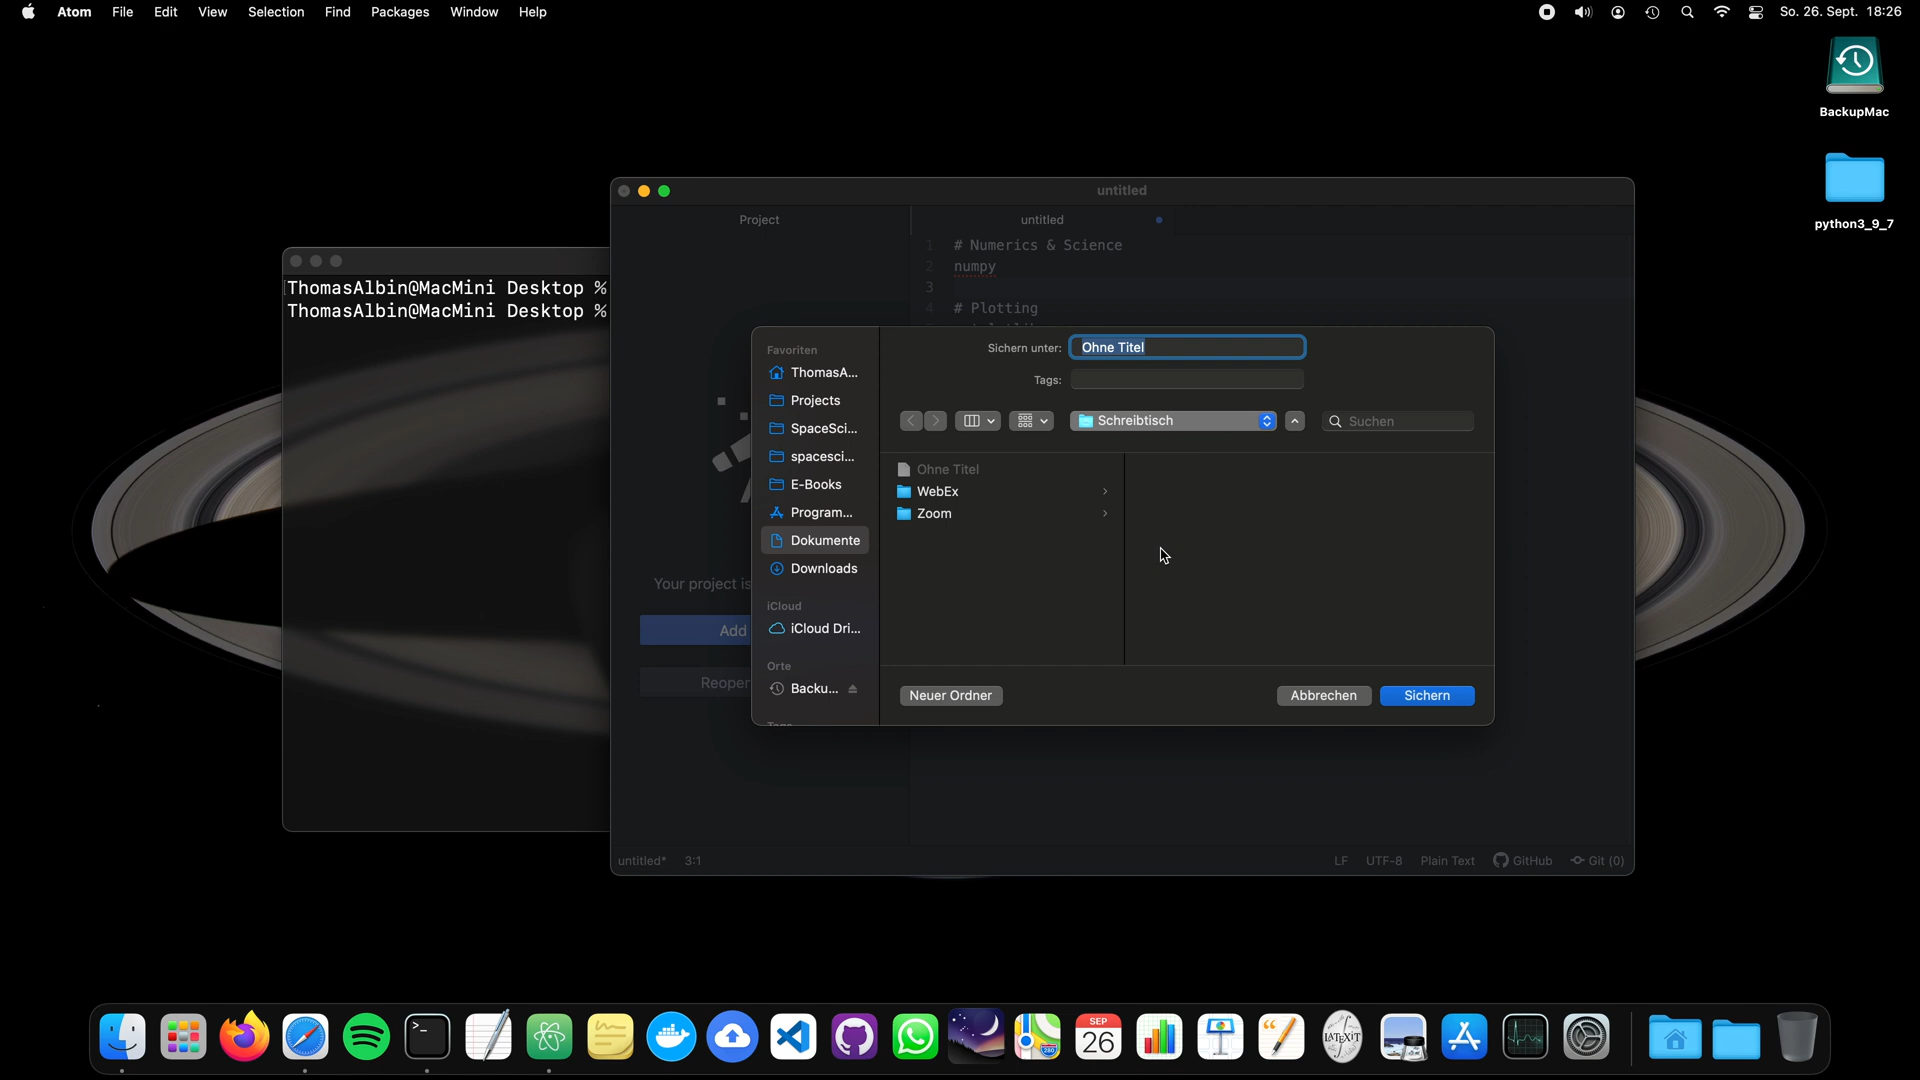 Atom File Edit View Selection Find Packages Window Help So. 26. Sept. 18:26
BackupMac
python3_9_7
ThomasAlbin@MacMini Desktop %
ThomasAlbin@MacMini Desktop %
untitled
Project untitled
1 # Numerics & Science
2 numpy
3
4 # Plotting
Your project is
Add
Reoper
untitled* 3:1 LF UTF-8 Plain Text GitHub Git (0)
Favoriten
ThomasA...
Projects
SpaceSci...
spacesci...
E-Books
Program...
Dokumente
Downloads
iCloud
iCloud Dri...
Orte
Backu...
Sichern unter: Ohne Titel
Tags:
Schreibtisch Suchen
Ohne Titel
WebEx
Zoom
Neuer Ordner Abbrechen Sichern
>_
SEP
26
280
LATEXIT